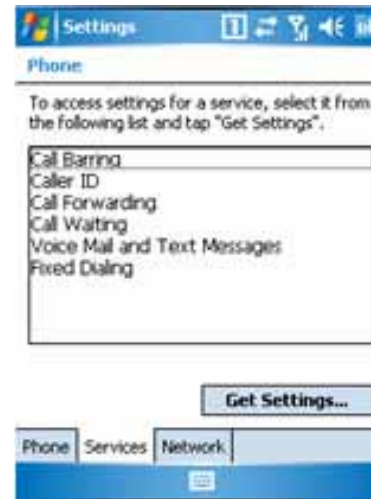 Settings
Phone
To access settings for a service, select it from
the following list and tap "Get Settings".
Call Barring
Caller ID
Call Forwarding
Call Waiting
Voice Mail and Text Messages
Fixed Dialing
Get Settings...
Phone Services Network